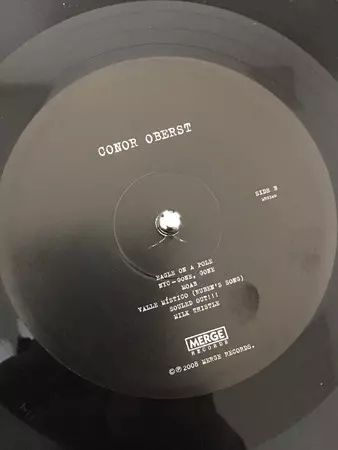 CONOR OBERST
SIDE B
EAGLE ON A POLE
NYC-GONE, GONE
MOAB
VALLE MÍSTICO (RUBEN'S SONG)
SOULED OUT!!!
MILK THISTLE
MERGE
RECORDS
©℗2008 MERGE RECORDS.